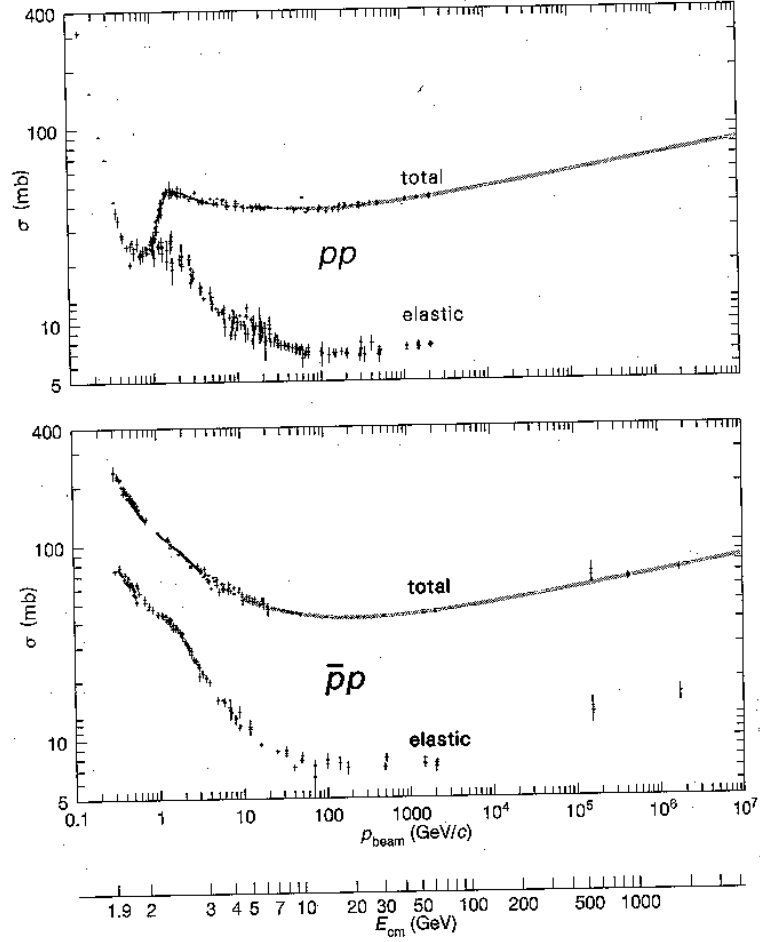 400
100
σ (mb)
total
pp
elastic
10
5
400
100
σ (mb)
total
p̄p
elastic
10
5
0.1 1 10 100 1000 10⁴ 10⁵ 10⁶ 10⁷
p_beam (GeV/c)
1.9 2 3 4 5 7 10 20 30 50 100 200 500 1000
E_cm (GeV)